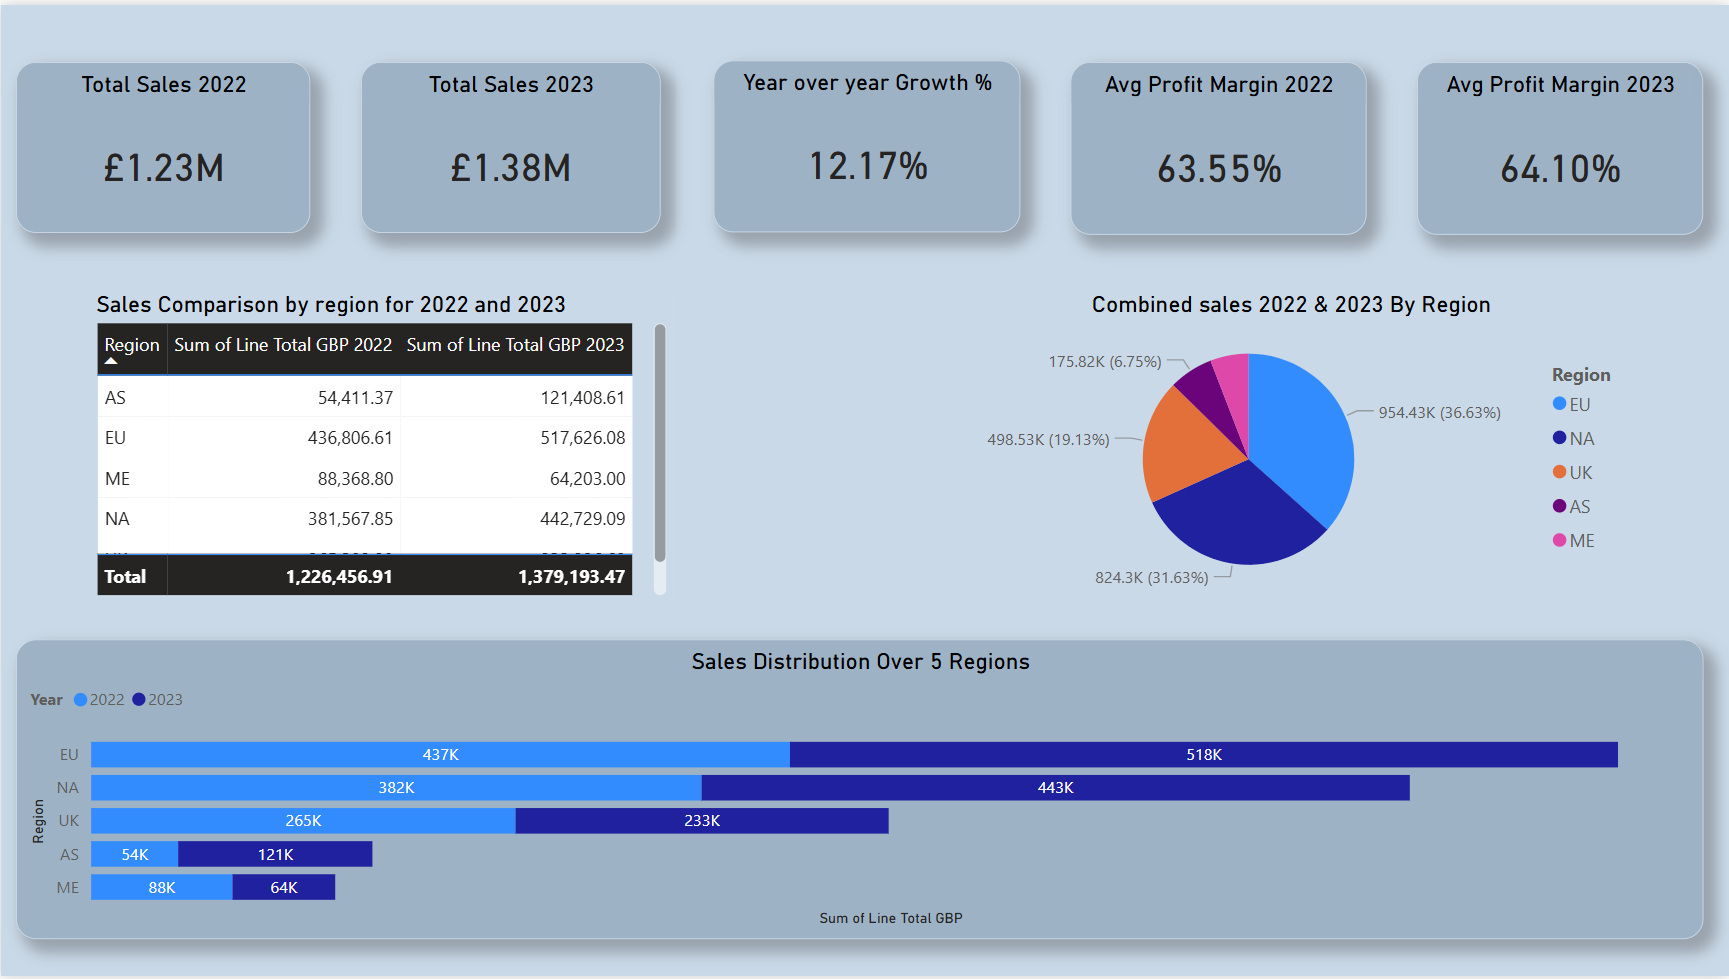 Total Sales 2022
£1.23M
Total Sales 2023
£1.38M
Year over year Growth %
12.17%
Avg Profit Margin 2022
63.55%
Avg Profit Margin 2023
64.10%
Sales Comparison by region for 2022 and 2023
Region Sum of Line Total GBP 2022 Sum of Line Total GBP 2023
AS 54,411.37 121,408.61
EU 436,806.61 517,626.08
ME 88,368.80 64,203.00
NA 381,567.85 442,729.09
Total 1,226,456.91 1,379,193.47
Combined sales 2022 & 2023 By Region
175.82K (6.75%)
954.43K (36.63%)
498.53K (19.13%)
824.3K (31.63%)
Region
EU
NA
UK
AS
ME
Sales Distribution Over 5 Regions
Year 2022 2023
Region
EU 437K 518K
NA 382K 443K
UK 265K 233K
AS 54K 121K
ME 88K 64K
Sum of Line Total GBP